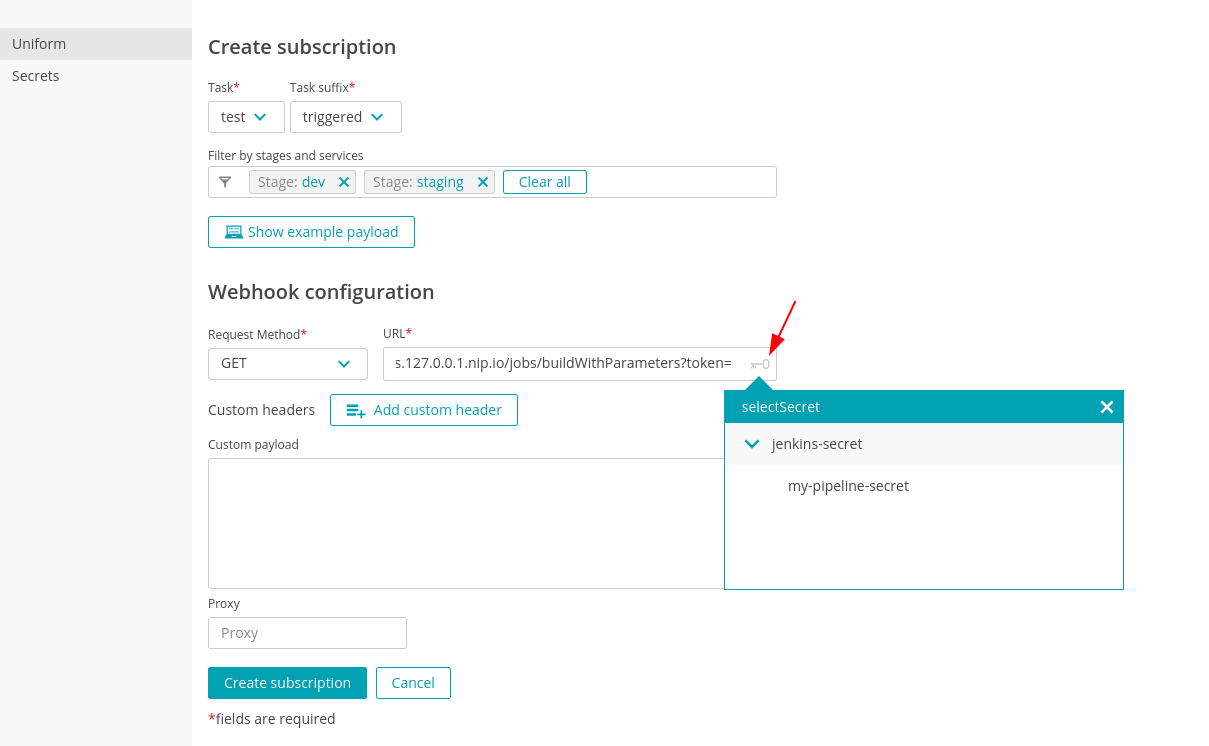 Uniform
Secrets
Create subscription
Task* Task suffix*
test triggered
Filter by stages and services
Stage: dev Stage: staging Clear all
Show example payload
Webhook configuration
Request Method* URL*
GET s.127.0.0.1.nip.io/jobs/buildWithParameters?token=
Custom headers Add custom header
selectSecret
jenkins-secret
my-pipeline-secret
Custom payload
Proxy
Proxy
Create subscription Cancel
*fields are required